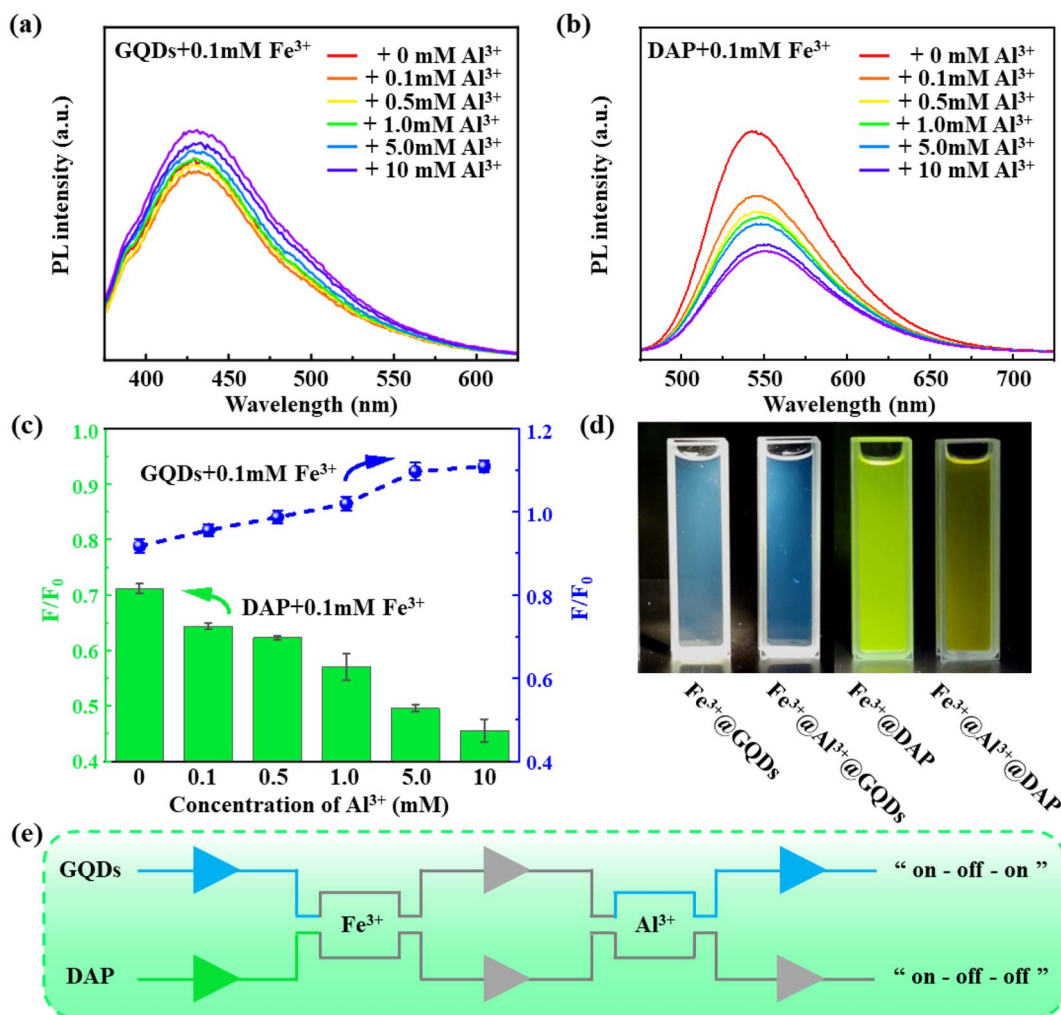 (a)
GQDs+0.1mM Fe³⁺
+ 0 mM Al³⁺
+ 0.1mM Al³⁺
+ 0.5mM Al³⁺
+ 1.0mM Al³⁺
+ 5.0mM Al³⁺
+ 10 mM Al³⁺
PL intensity (a.u.)
400 450 500 550 600
Wavelength (nm)
(b)
DAP+0.1mM Fe³⁺
+ 0 mM Al³⁺
+ 0.1mM Al³⁺
+ 0.5mM Al³⁺
+ 1.0mM Al³⁺
+ 5.0mM Al³⁺
+ 10 mM Al³⁺
PL intensity (a.u.)
500 550 600 650 700
Wavelength (nm)
(c)
1.0
0.9
0.8
0.7
0.6
0.5
0.4
F/F₀
GQDs+0.1mM Fe³⁺
DAP+0.1mM Fe³⁺
1.2
1.0
0.8
0.6
0.4
F/F₀
0 0.1 0.5 1.0 5.0 10
Concentration of Al³⁺ (mM)
(d)
Fe³⁺@GQDs
Fe³⁺@Al³⁺@GQDs
Fe³⁺@DAP
Fe³⁺@Al³⁺@DAP
(e)
GQDs
Fe³⁺
Al³⁺
“ on - off - on ”
DAP
“ on - off - off ”